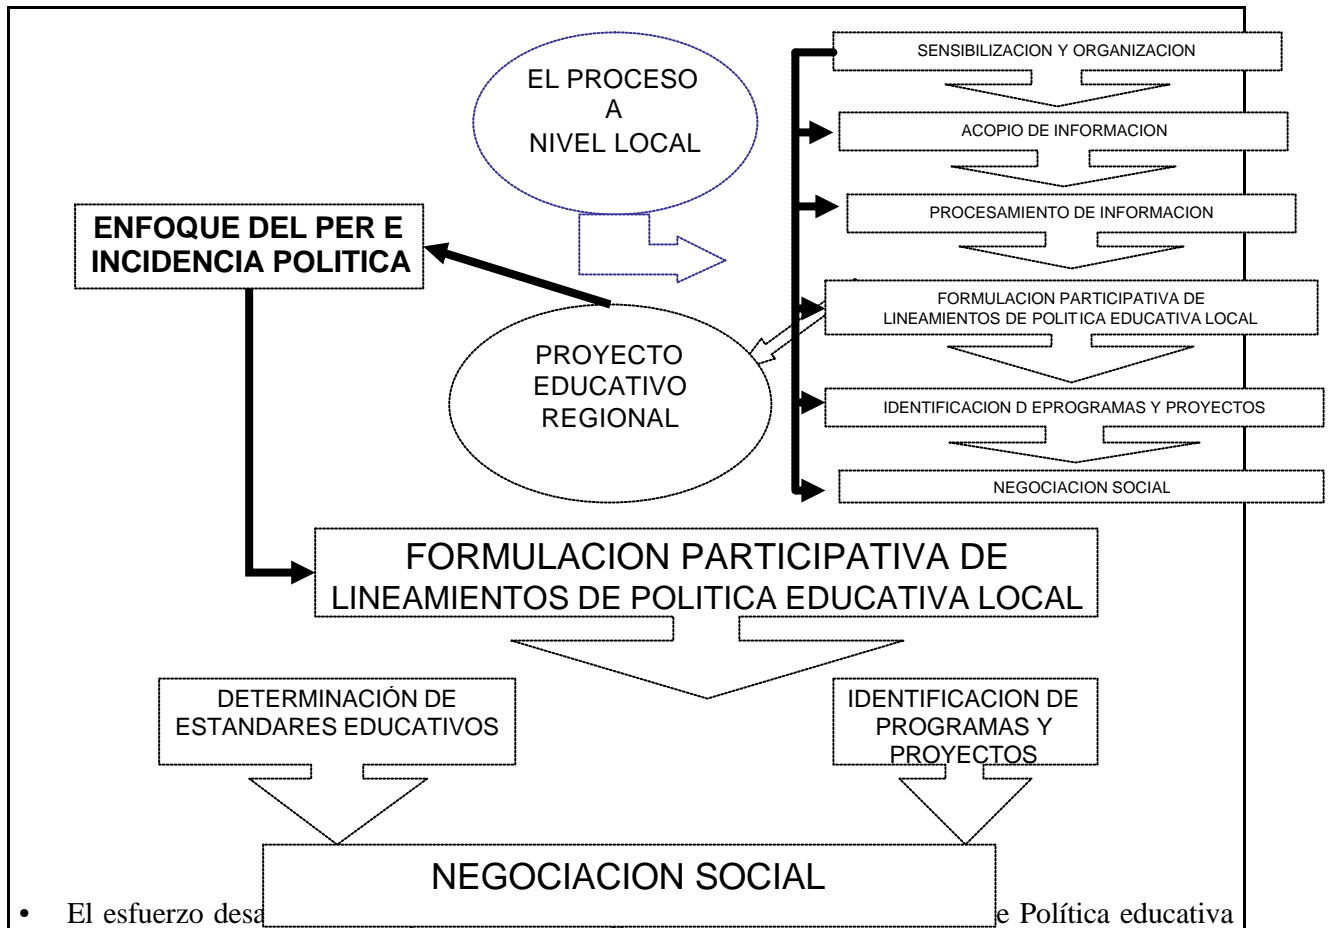 EL PROCESO
A
NIVEL LOCAL
SENSIBILIZACION Y ORGANIZACION
ACOPIO DE INFORMACION
PROCESAMIENTO DE INFORMACION
FORMULACION PARTICIPATIVA DE
LINEAMIENTOS DE POLITICA EDUCATIVA LOCAL
IDENTIFICACION D EPROGRAMAS Y PROYECTOS
NEGOCIACION SOCIAL
ENFOQUE DEL PER E
INCIDENCIA POLITICA
PROYECTO
EDUCATIVO
REGIONAL
FORMULACION PARTICIPATIVA DE
LINEAMIENTOS DE POLITICA EDUCATIVA LOCAL
DETERMINACIÓN DE
ESTANDARES EDUCATIVOS
IDENTIFICACION DE
PROGRAMAS Y
PROYECTOS
NEGOCIACION SOCIAL
• El esfuerzo desa e Política educativa